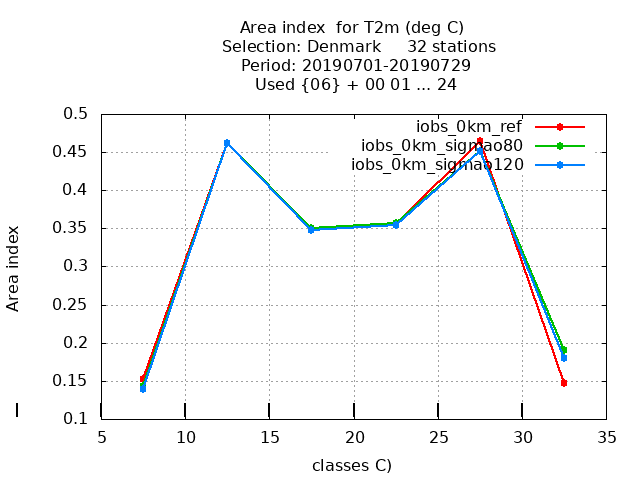 Area index  for T2m (deg C)
Selection: Denmark     32 stations
Period: 20190701-20190729
Used {06} + 00 01 ... 24
iobs_0km_ref
iobs_0km_sigmao80
iobs_0km_sigmao120
0.5
0.45
0.4
0.35
0.3
0.25
0.2
0.15
0.1
Area index
5 10 15 20 25 30 35
classes C)